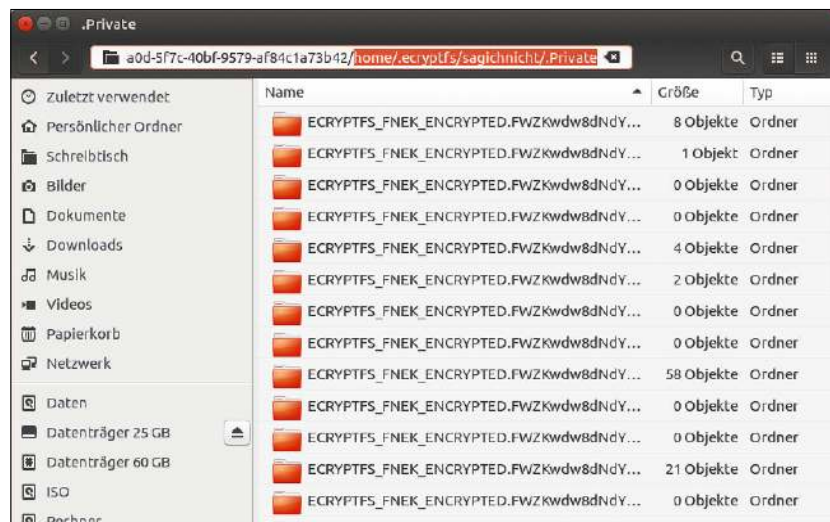 .Private
a0d-5f7c-40bf-9579-af84c1a73b42/home/.ecryptfs/sagichnicht/.Private
Zuletzt verwendet
Persönlicher Ordner
Schreibtisch
Bilder
Dokumente
Downloads
Musik
Videos
Papierkorb
Netzwerk
Daten
Datenträger 25 GB
Datenträger 60 GB
ISO
Rechner
Name Größe Typ
ECRYPTFS_FNEK_ENCRYPTED.FWZKwdw8dNdY... 8 Objekte Ordner
ECRYPTFS_FNEK_ENCRYPTED.FWZKwdw8dNdY... 1 Objekt Ordner
ECRYPTFS_FNEK_ENCRYPTED.FWZKwdw8dNdY... 0 Objekte Ordner
ECRYPTFS_FNEK_ENCRYPTED.FWZKwdw8dNdY... 0 Objekte Ordner
ECRYPTFS_FNEK_ENCRYPTED.FWZKwdw8dNdY... 4 Objekte Ordner
ECRYPTFS_FNEK_ENCRYPTED.FWZKwdw8dNdY... 2 Objekte Ordner
ECRYPTFS_FNEK_ENCRYPTED.FWZKwdw8dNdY... 0 Objekte Ordner
ECRYPTFS_FNEK_ENCRYPTED.FWZKwdw8dNdY... 0 Objekte Ordner
ECRYPTFS_FNEK_ENCRYPTED.FWZKwdw8dNdY... 58 Objekte Ordner
ECRYPTFS_FNEK_ENCRYPTED.FWZKwdw8dNdY... 0 Objekte Ordner
ECRYPTFS_FNEK_ENCRYPTED.FWZKwdw8dNdY... 0 Objekte Ordner
ECRYPTFS_FNEK_ENCRYPTED.FWZKwdw8dNdY... 21 Objekte Ordner
ECRYPTFS_FNEK_ENCRYPTED.FWZKwdw8dNdY... 0 Objekte Ordner